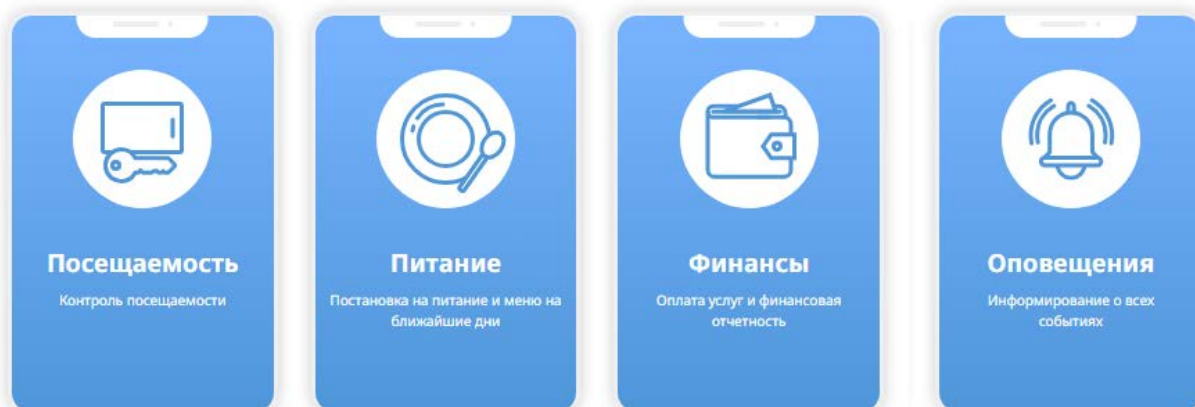 Посещаемость
Контроль посещаемости
Питание
Постановка на питание и меню на
ближайшие дни
Финансы
Оплата услуг и финансовая
отчетность
Оповещения
Информирование о всех
событиях